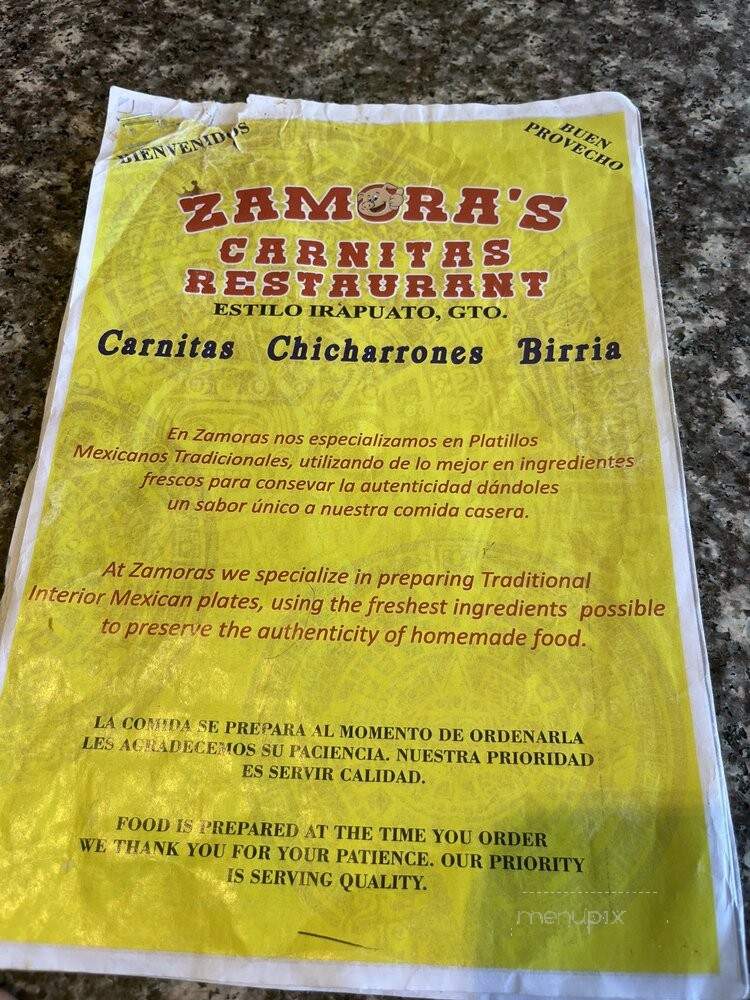 BIENVENIDOS
BUEN
PROVECHO
ZAMORA'S
CARNITAS
RESTAURANT
ESTILO IRAPUATO, GTO.
Carnitas Chicharrones Birria
En Zamoras nos especializamos en Platillos
Mexicanos Tradicionales, utilizando de lo mejor en ingredientes
frescos para consevar la autenticidad dándoles
un sabor único a nuestra comida casera.
At Zamoras we specialize in preparing Traditional
Interior Mexican plates, using the freshest ingredients possible
to preserve the authenticity of homemade food.
LA COMIDA SE PREPARA AL MOMENTO DE ORDENARLA
LES AGRADECEMOS SU PACIENCIA. NUESTRA PRIORIDAD
ES SERVIR CALIDAD.
FOOD IS PREPARED AT THE TIME YOU ORDER
WE THANK YOU FOR YOUR PATIENCE. OUR PRIORITY
IS SERVING QUALITY.
menupix